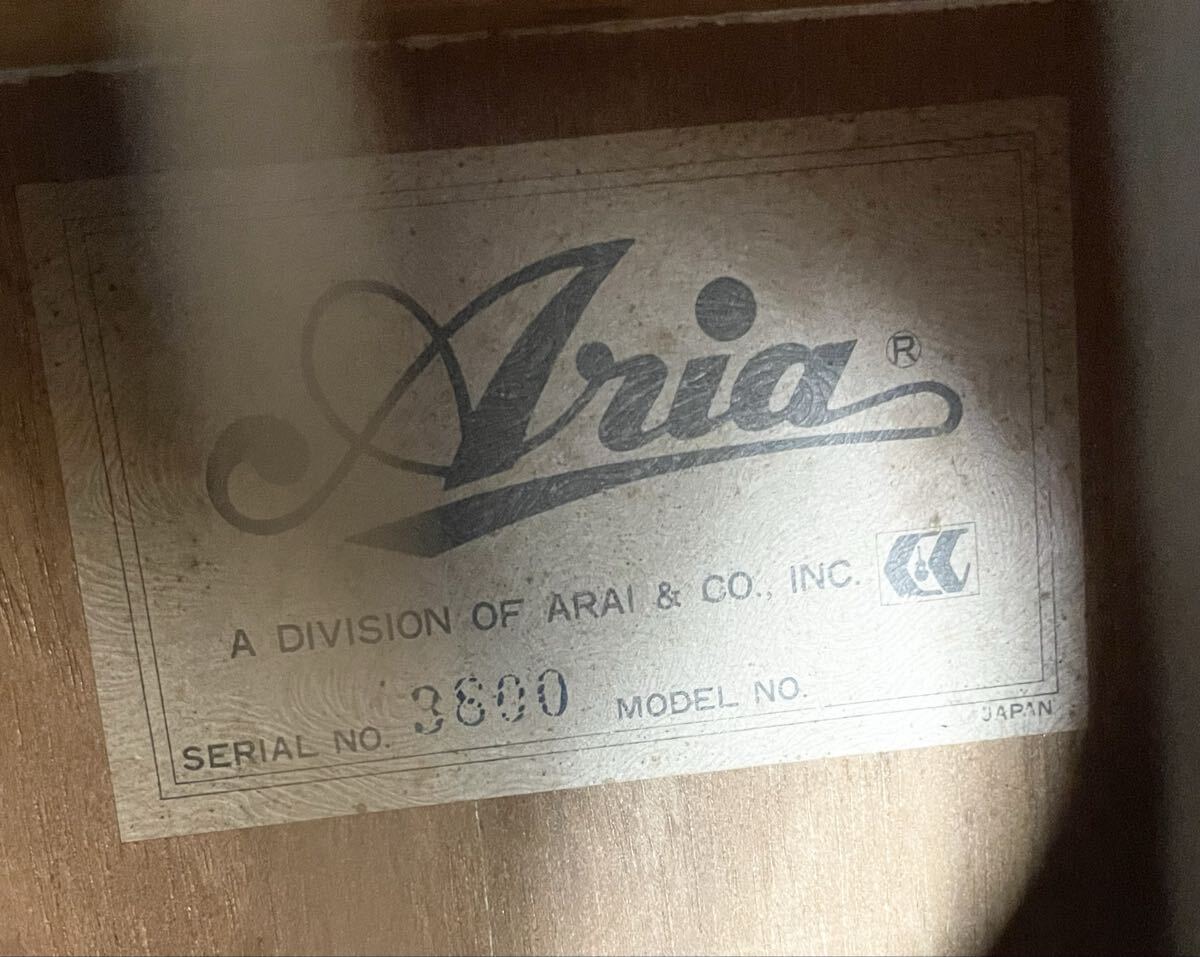 Aria®
A DIVISION OF ARAI & CO., INC.
SERIAL NO. 3800 MODEL NO.
JAPAN